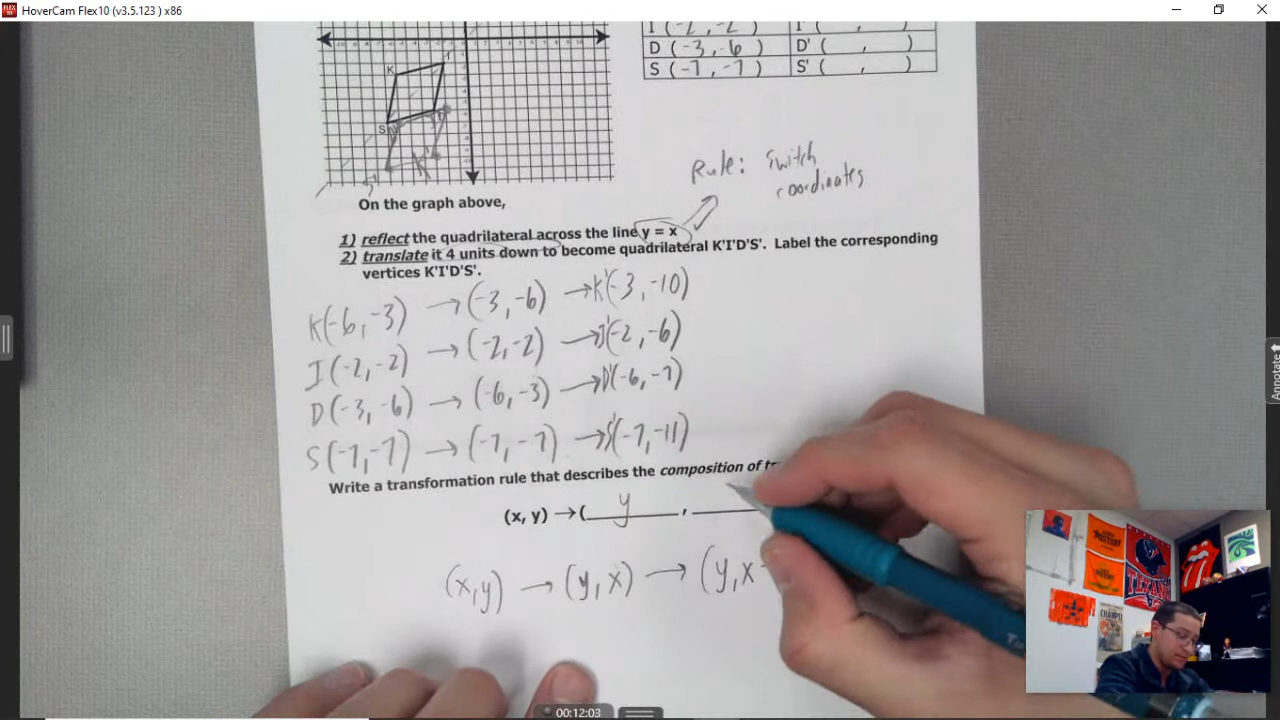 HoverCam Flex10 (v3.5.123 ) x86
I (-2, -2) I' ( , )
D (-3, -6) D' ( , )
S (-7, -7) S' ( , )
K
I
S
D
S'
K'
Rule: Switch
coordinates
On the graph above,
1) reflect the quadrilateral across the line y = x
2) translate it 4 units down to become quadrilateral K'I'D'S'. Label the corresponding
vertices K'I'D'S'.
K(-6,-3) → (-3,-6) → K'(-3,-10)
I(-2,-2) → (-2,-2) → I'(-2,-6)
D(-3,-6) → (-6,-3) → D'(-6,-7)
S(-7,-7) → (-7,-7) → S'(-7,-11)
Write a transformation rule that describes the composition of
(x, y) →( y ,
(x,y) → (y,x) → (y,x
TEXANS
Annotate
00:12:03